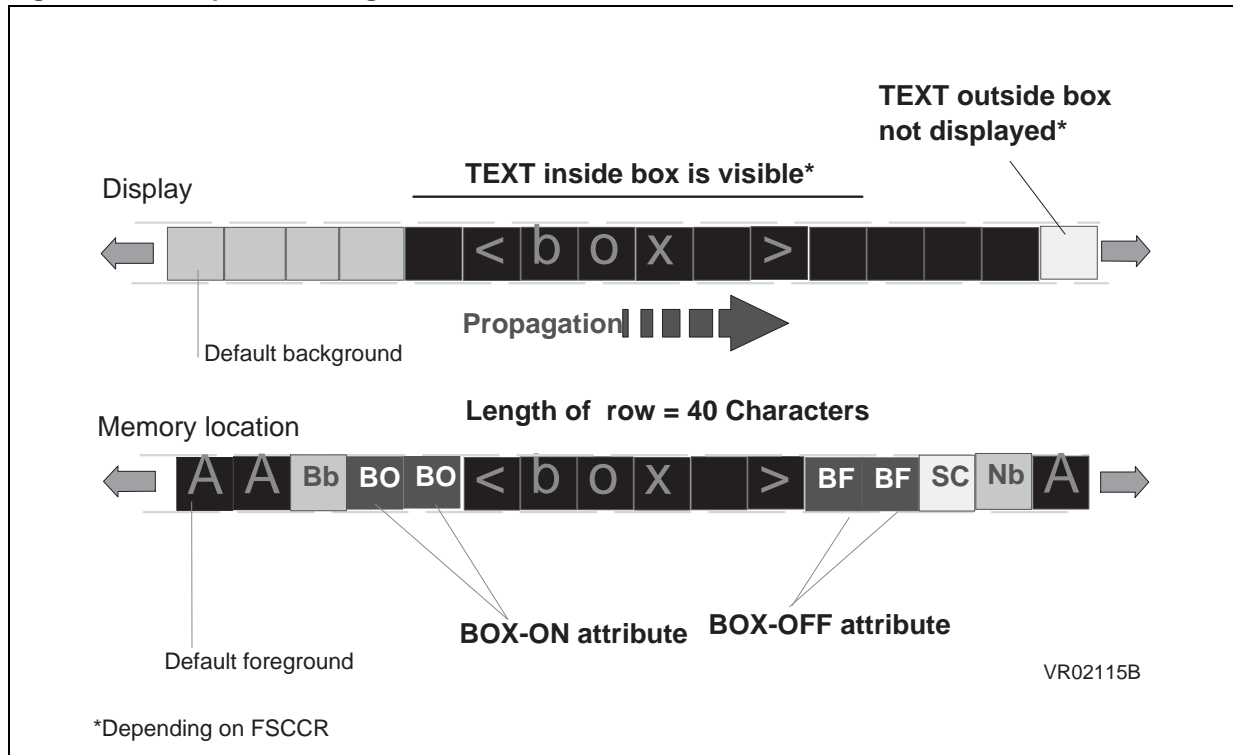 TEXT outside box
not displayed*
TEXT inside box is visible*
Display
< b o x >
Propagation
Default background
Length of row = 40 Characters
Memory location
A A Bb BO BO < b o x > BF BF SC Nb A
BOX-ON attribute BOX-OFF attribute
Default foreground
VR02115B
*Depending on FSCCR